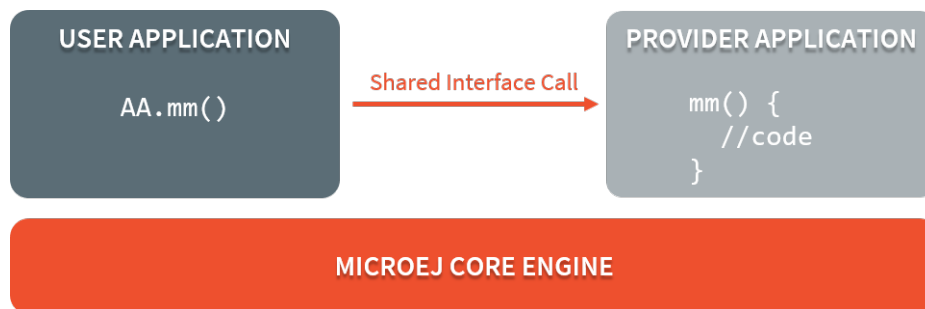 USER APPLICATION
AA.mm()
Shared Interface Call
PROVIDER APPLICATION
mm() {
//code
}
MICROEJ CORE ENGINE